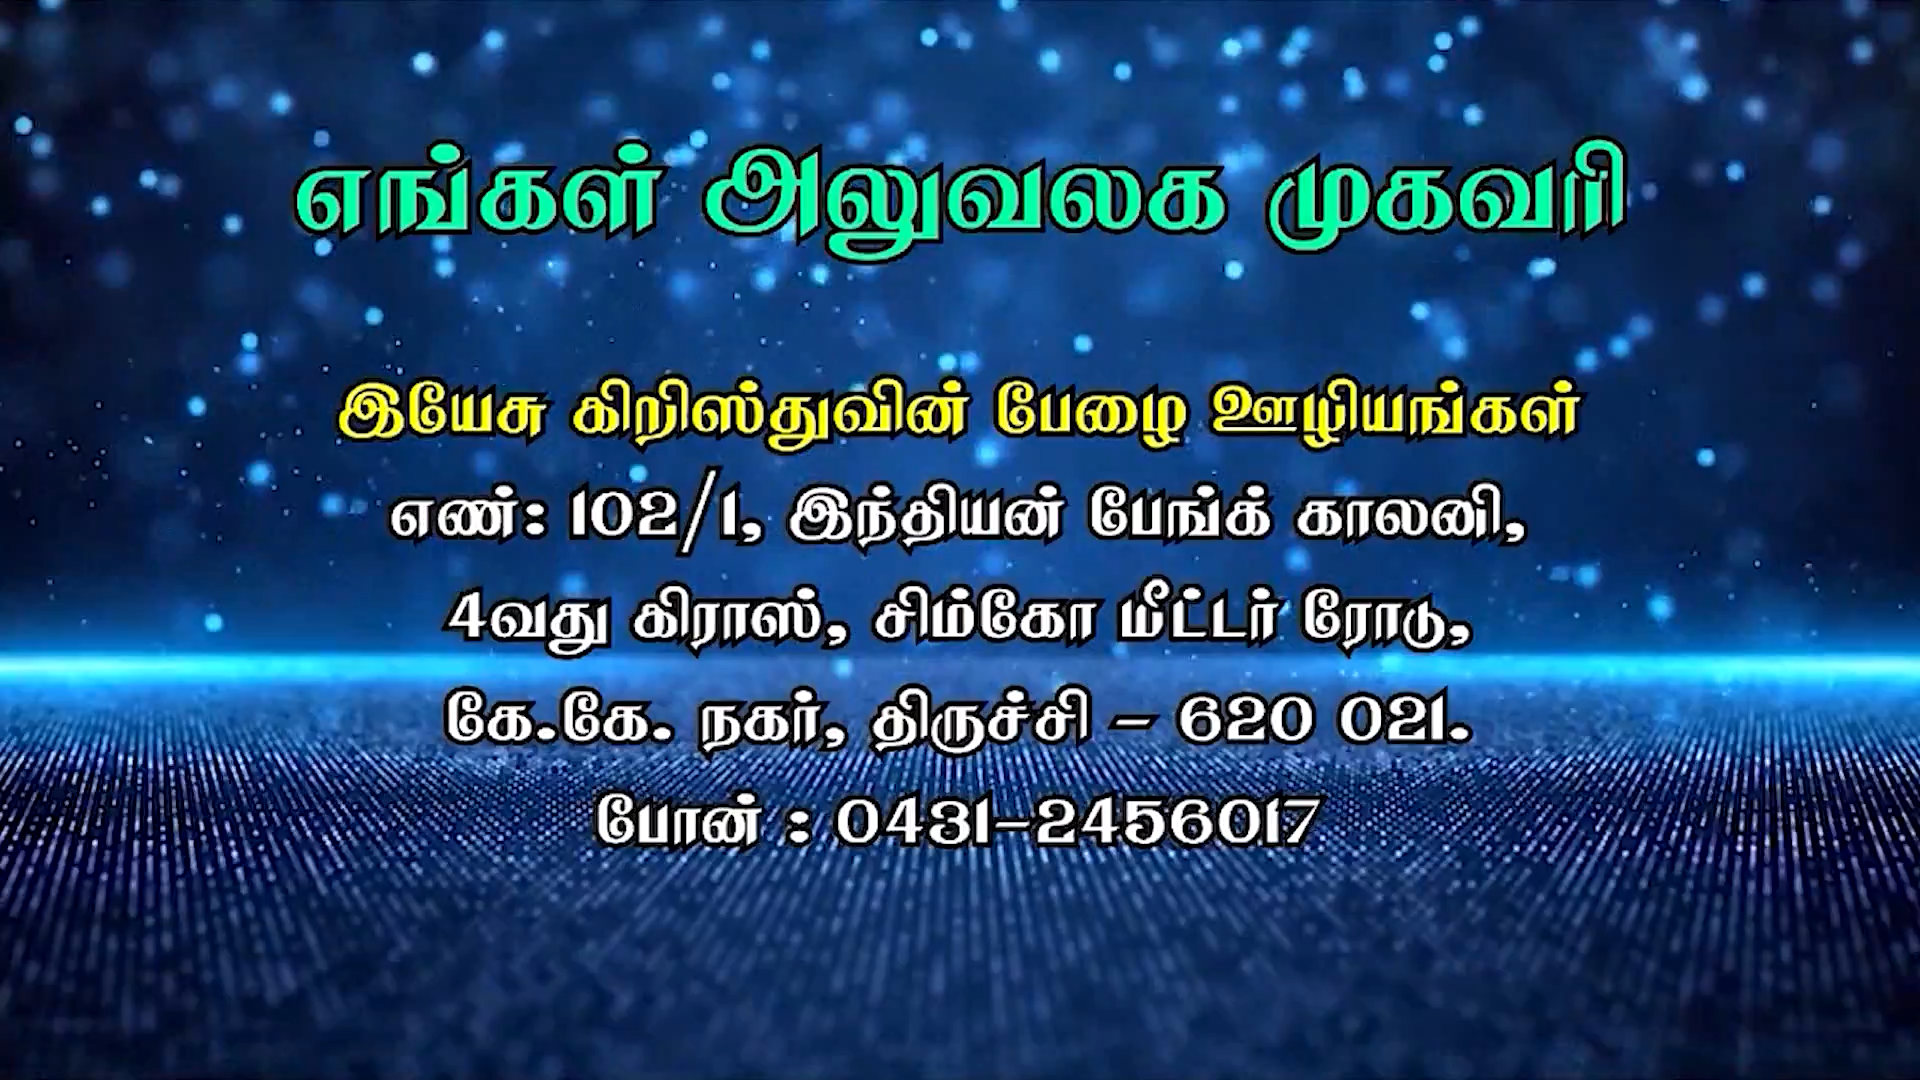 எங்கள் அலுவலக முகவரி
இயேசு கிறிஸ்துவின் பேழை ஊழியங்கள்
எண்: 102/1, இந்தியன் பேங்க் காலனி,
4வது கிராஸ், சிம்கோ மீட்டர் ரோடு,
கே.கே. நகர், திருச்சி - 620 021.
போன் : 0431-2456017